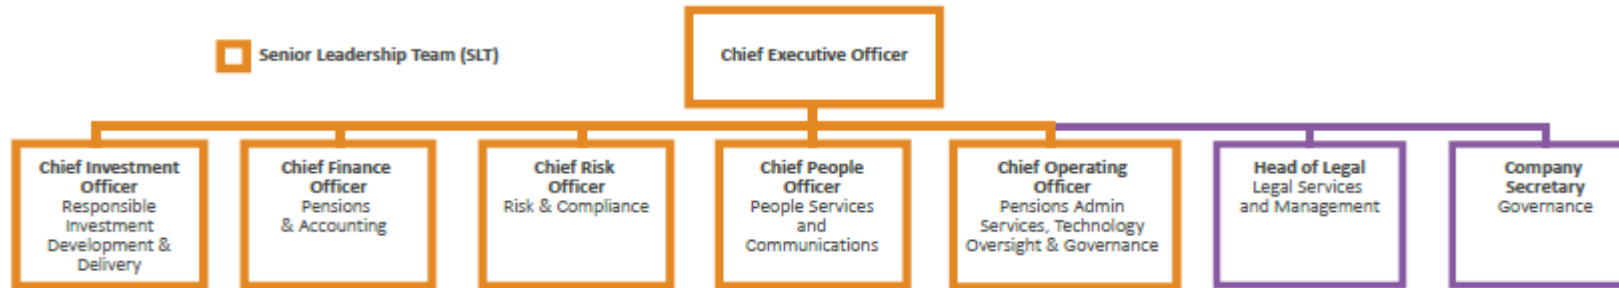 Senior Leadership Team (SLT)
Chief Executive Officer
Chief Investment
Officer
Responsible
Investment
Development &
Delivery
Chief Finance
Officer
Pensions
& Accounting
Chief Risk
Officer
Risk & Compliance
Chief People
Officer
People Services
and
Communications
Chief Operating
Officer
Pensions Admin
Services, Technology
Oversight & Governance
Head of Legal
Legal Services
and Management
Company
Secretary
Governance